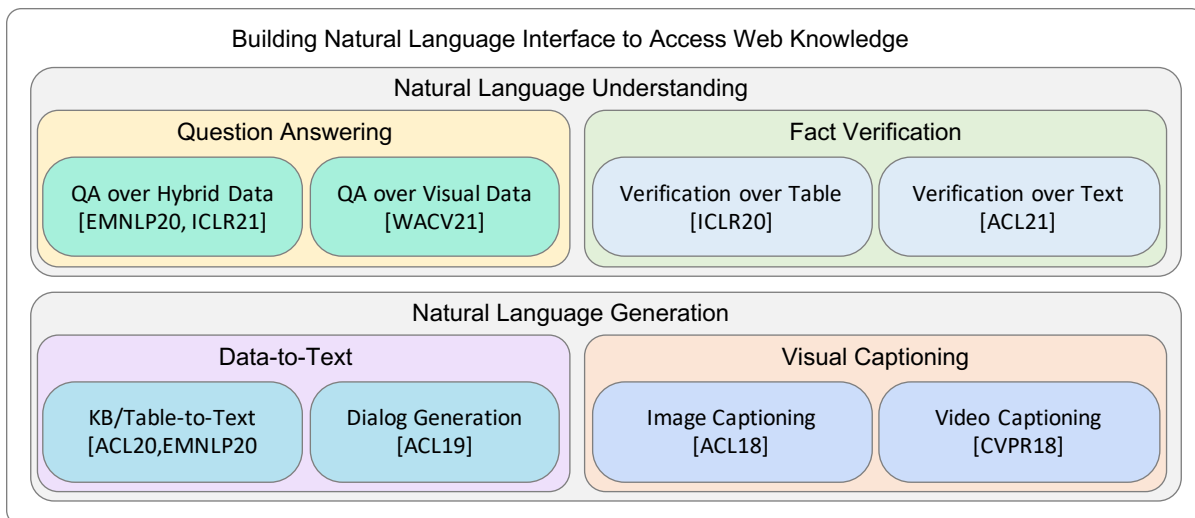 Building Natural Language Interface to Access Web Knowledge
Natural Language Understanding
Question Answering
QA over Hybrid Data
[EMNLP20, ICLR21]
QA over Visual Data
[WACV21]
Fact Verification
Verification over Table
[ICLR20]
Verification over Text
[ACL21]
Natural Language Generation
Data-to-Text
KB/Table-to-Text
[ACL20,EMNLP20
Dialog Generation
[ACL19]
Visual Captioning
Image Captioning
[ACL18]
Video Captioning
[CVPR18]